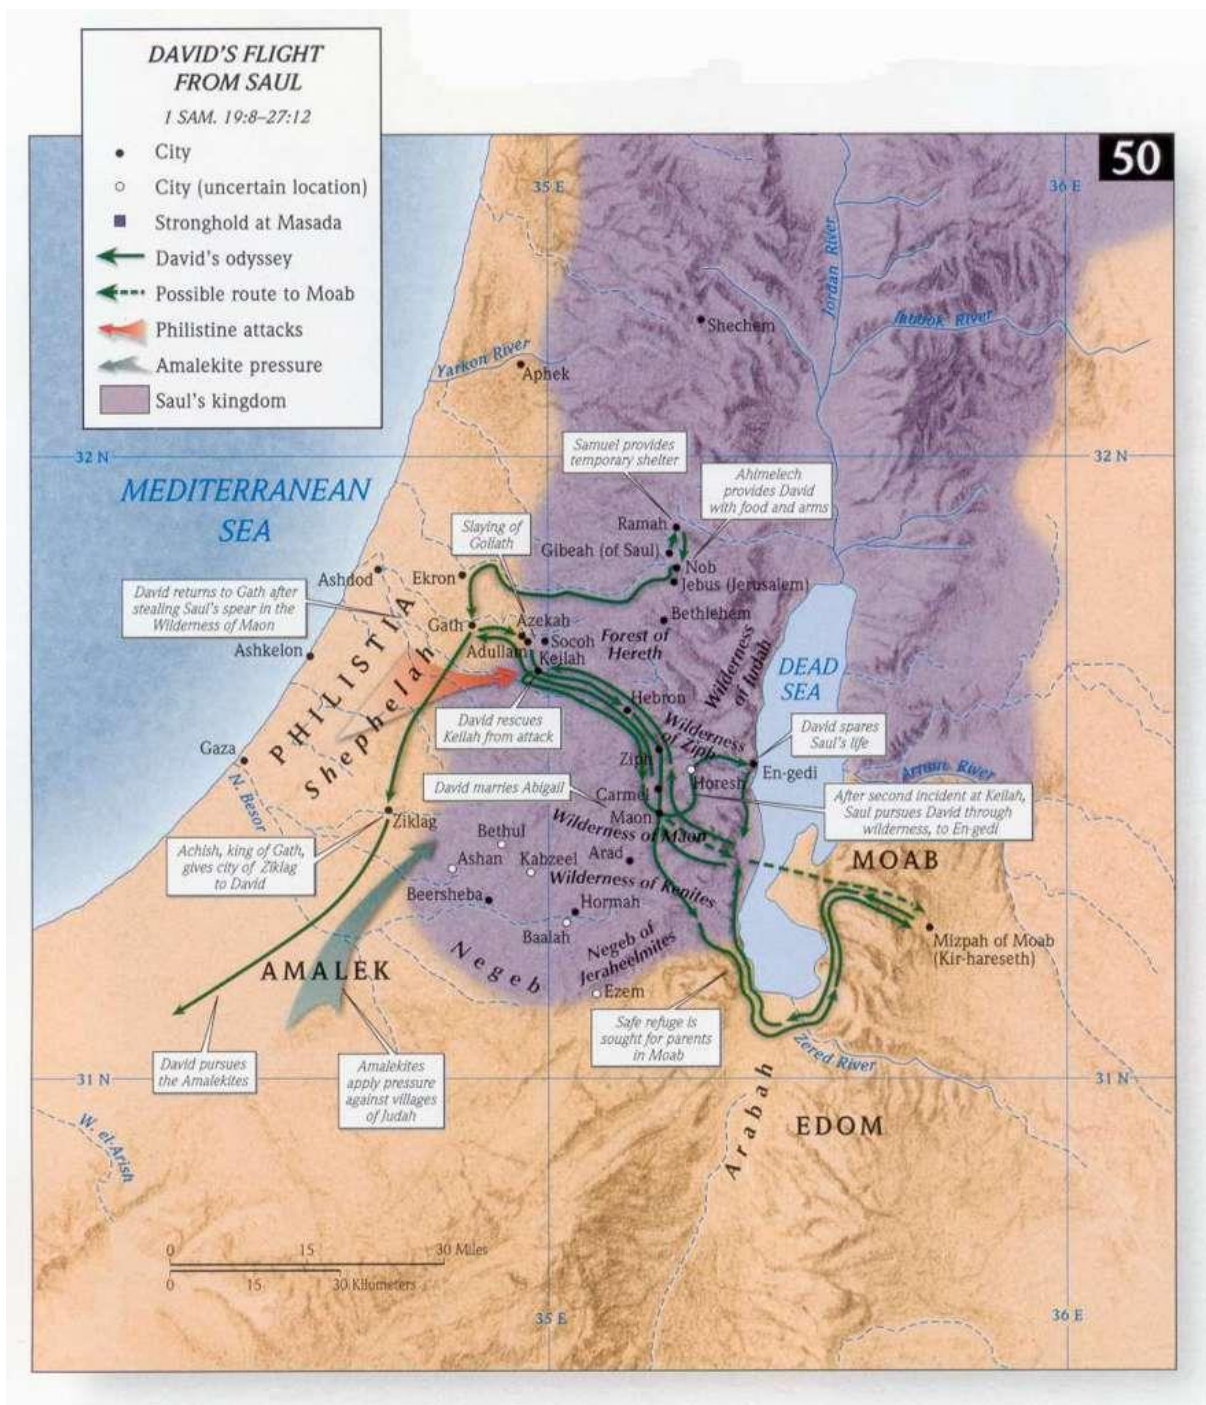 DAVID'S FLIGHT
FROM SAUL
1 SAM. 19:8–27:12
City
City (uncertain location)
Stronghold at Masada
David's odyssey
Possible route to Moab
Philistine attacks
Amalekite pressure
Saul's kingdom
50
35 E
36 E
Jordan River
Jabbok River
Shechem
Yarkon River
Aphek
32 N
32 N
MEDITERRANEAN
SEA
Samuel provides
temporary shelter
Ahimelech
provides David
with food and arms
Slaying of
Goliath
Ramah
Gibeah (of Saul)
Nob
Jebus (Jerusalem)
Ashdod
Ekron
David returns to Gath after
stealing Saul's spear in the
Wilderness of Maon
Gath
Azekah
Bethlehem
Ashkelon
Adullam
Socoh
Forest of
Hereth
Keilah
Wilderness
of Judah
DEAD
SEA
PHILISTIA
Shephelah
Hebron
David rescues
Keilah from attack
Wilderness
of Ziph
David spares
Saul's life
Gaza
Ziph
En-gedi
Arnon River
Horesh
N. Besor
David marries Abigail
Carmel
After second incident at Keilah,
Saul pursues David through
wilderness, to En-gedi
Ziklag
Maon
Wilderness of Maon
Bethul
MOAB
Achish, king of Gath,
gives city of Ziklag
to David
Ashan
Kabzeel
Arad
Wilderness of Kenites
Beersheba
Hormah
Baalah
Negeb of
Jeraheelmites
Mizpah of Moab
(Kir-hareseth)
Negeb
AMALEK
Ezem
Safe refuge is
sought for parents
in Moab
David pursues
the Amalekites
Amalekites
apply pressure
against villages
of Judah
Zered River
31 N
31 N
W. el-Arish
Arabah
EDOM
0 15 30 Miles
0 15 30 Kilometers
35 E
36 E